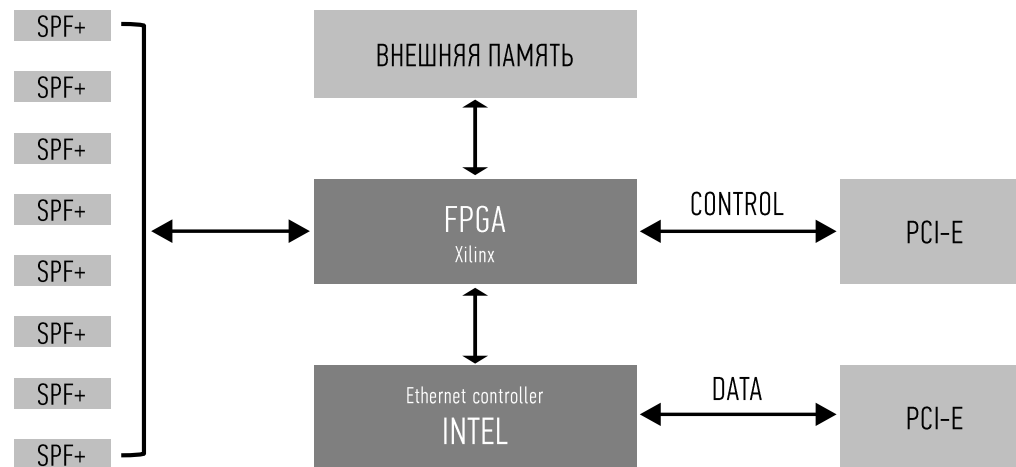 SPF+
SPF+
SPF+
SPF+
SPF+
SPF+
SPF+
SPF+
ВНЕШНЯЯ ПАМЯТЬ
FPGA
Xilinx
CONTROL
PCI-E
Ethernet controller
INTEL
DATA
PCI-E